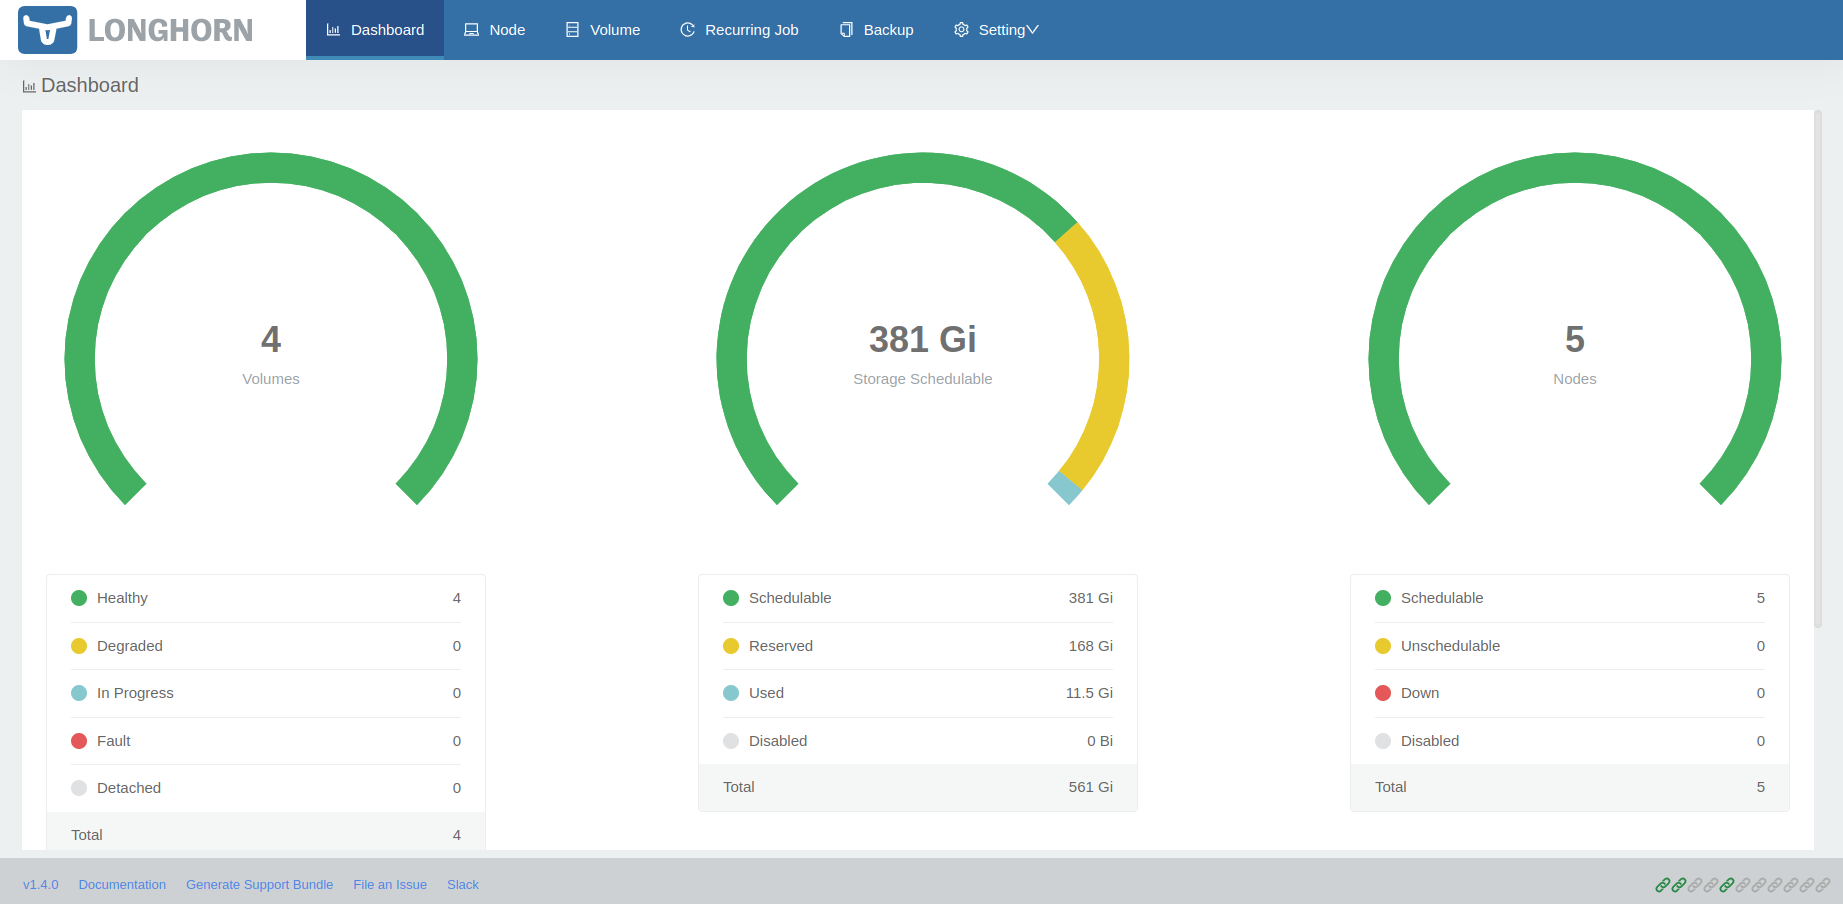 LONGHORN
Dashboard Node Volume Recurring Job Backup Setting
Dashboard
4
Volumes
381 Gi
Storage Schedulable
5
Nodes
Healthy 4
Degraded 0
In Progress 0
Fault 0
Detached 0
Total 4
Schedulable 381 Gi
Reserved 168 Gi
Used 11.5 Gi
Disabled 0 Bi
Total 561 Gi
Schedulable 5
Unschedulable 0
Down 0
Disabled 0
Total 5
v1.4.0 Documentation Generate Support Bundle File an Issue Slack